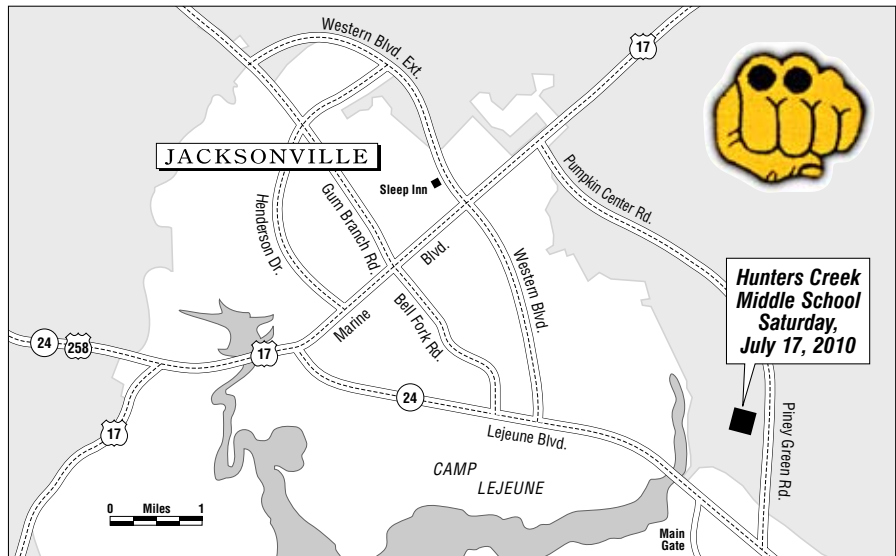 Western Blvd. Ext.
17
JACKSONVILLE
Sleep Inn
Pumpkin Center Rd.
Henderson Dr.
Gum Branch Rd.
Marine Blvd.
Western Blvd.
Bell Fork Rd.
Hunters Creek
Middle School
Saturday,
July 17, 2010
24
258
17
24
17
Lejeune Blvd.
Piney Green Rd.
CAMP
LEJEUNE
0 Miles 1
Main
Gate